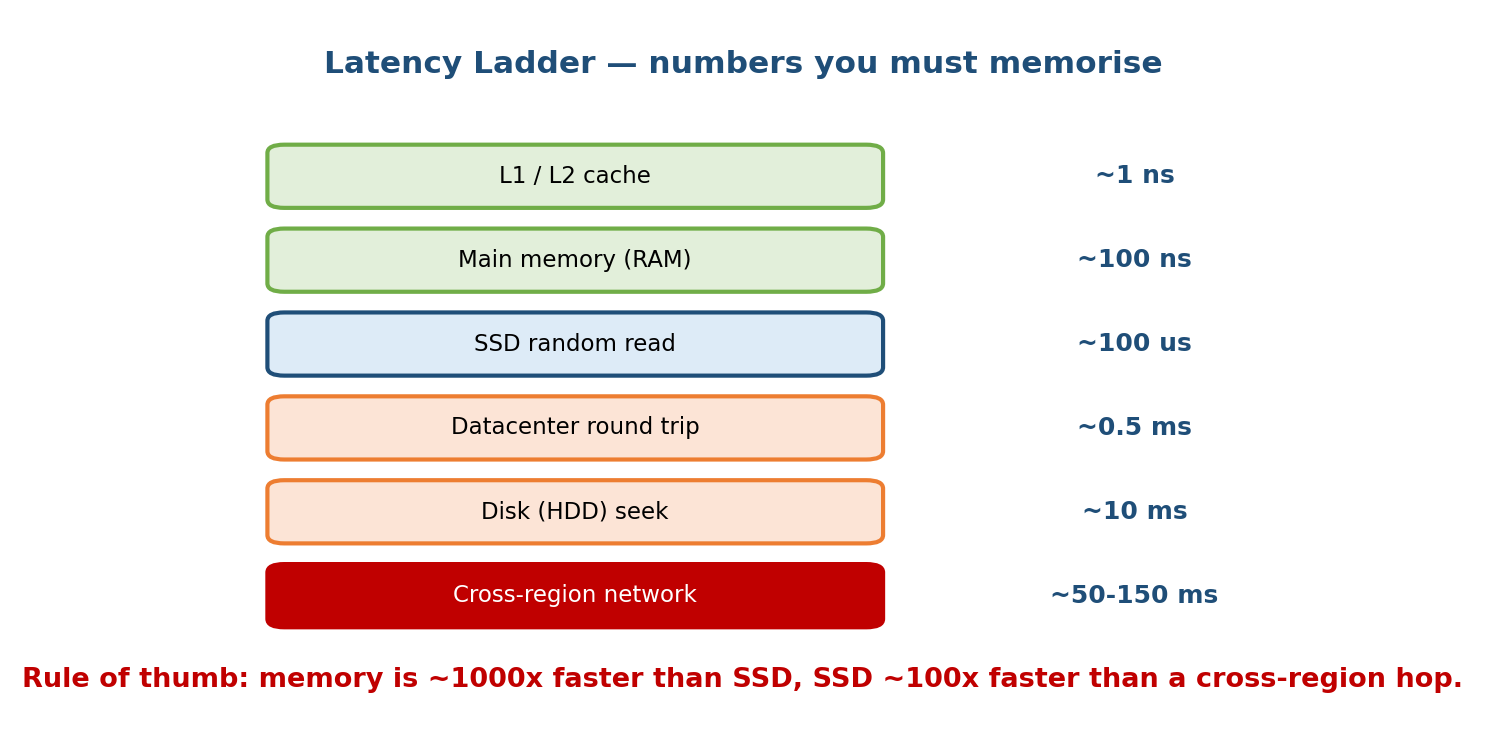 Latency Ladder — numbers you must memorise
L1 / L2 cache ~1 ns
Main memory (RAM) ~100 ns
SSD random read ~100 us
Datacenter round trip ~0.5 ms
Disk (HDD) seek ~10 ms
Cross-region network ~50-150 ms
Rule of thumb: memory is ~1000x faster than SSD, SSD ~100x faster than a cross-region hop.